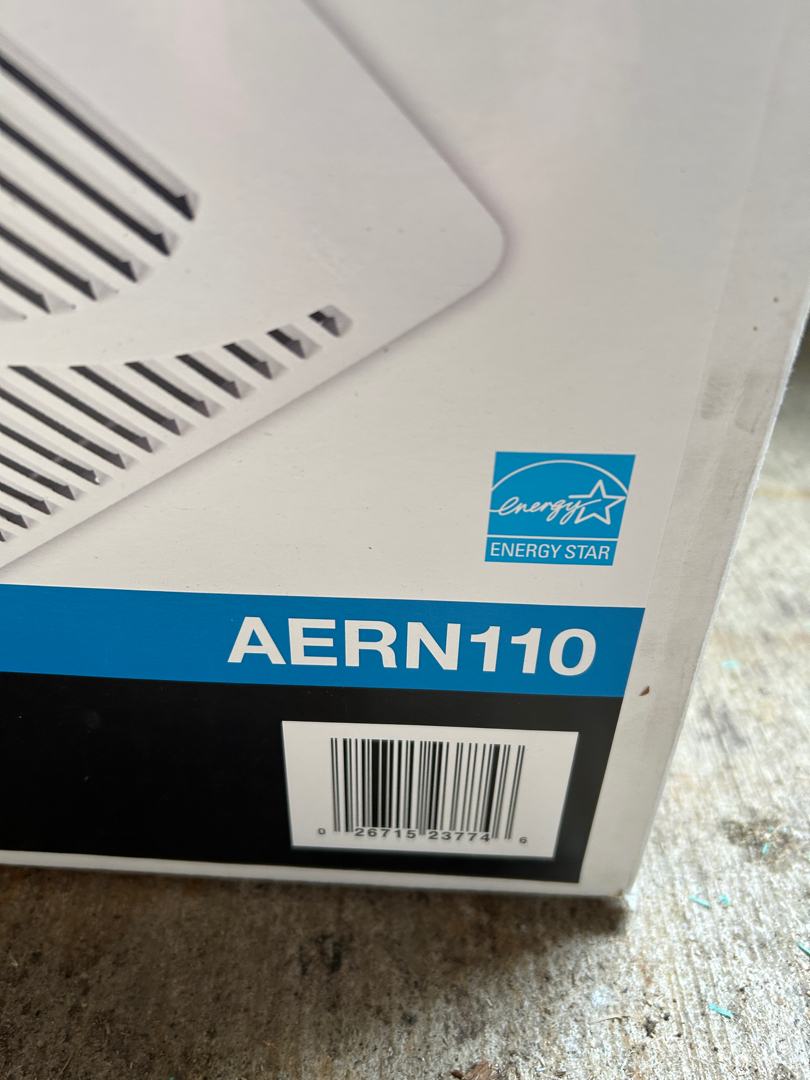 energy
ENERGY STAR
AERN110
0 26715 23774 6